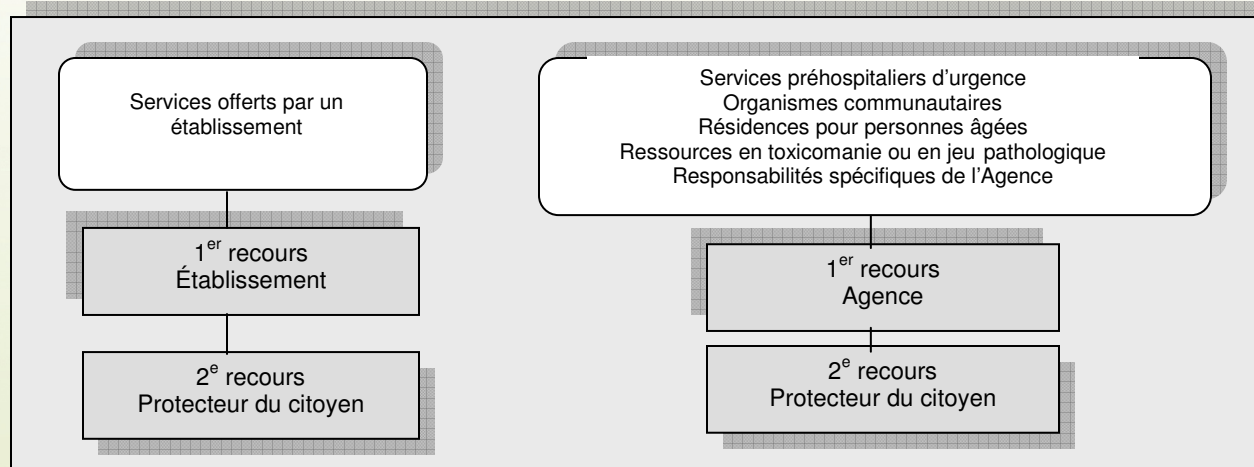 Services offerts par un
établissement
1er recours
Établissement
2e recours
Protecteur du citoyen
Services préhospitaliers d'urgence
Organismes communautaires
Résidences pour personnes âgées
Ressources en toxicomanie ou en jeu pathologique
Responsabilités spécifiques de l'Agence
1er recours
Agence
2e recours
Protecteur du citoyen